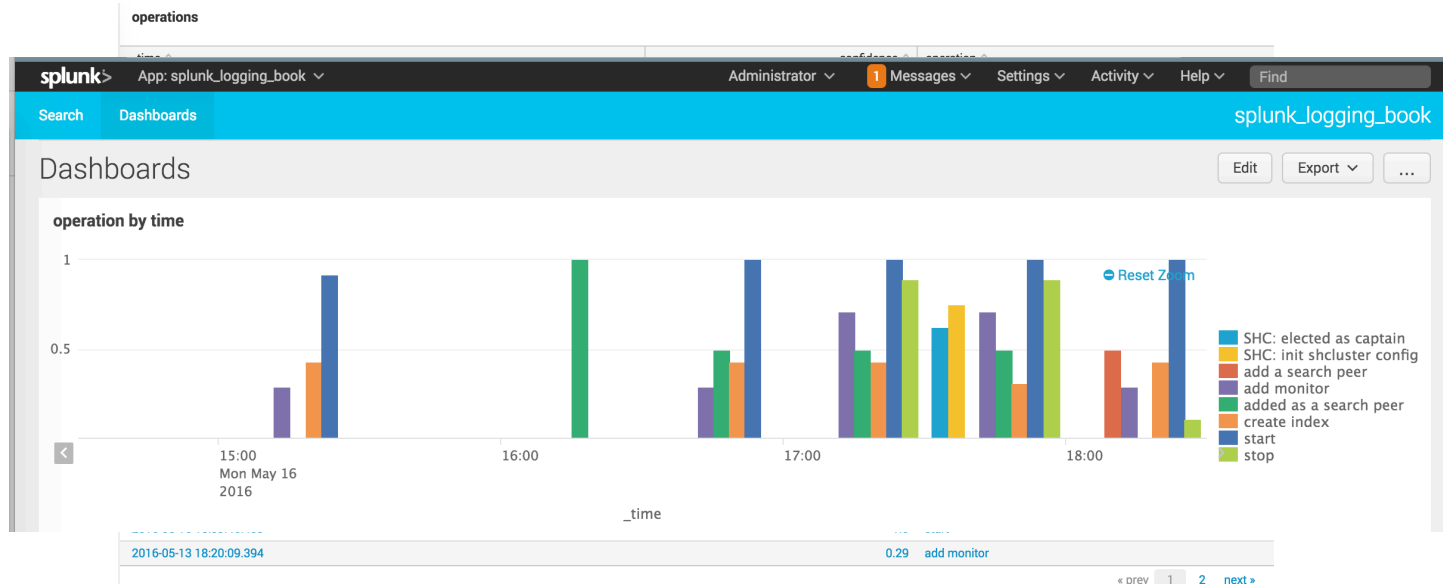 operations
time confidence operation
splunk> App: splunk_logging_book Administrator 1 Messages Settings Activity Help Find
Search Dashboards splunk_logging_book
Dashboards Edit Export ...
operation by time
1
Reset Zoom
0.5
SHC: elected as captain
SHC: init shcluster config
add a search peer
add monitor
added as a search peer
create index
start
stop
15:00 16:00 17:00 18:00
Mon May 16
2016
_time
2016-05-13 18:20:09.394 0.29 add monitor
« prev 1 2 next »